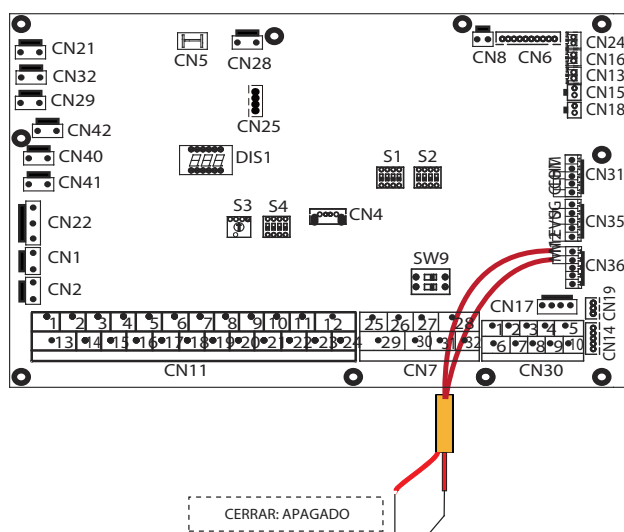 CN21
CN32
CN29
CN42
CN40
CN41
CN22
CN1
CN2
CN5
CN28
CN25
DIS1
S3
S4
CN4
S1
S2
SW9
CN8
CN6
CN24
CN16
CN13
CN15
CN18
CN31
CN35
CN36
CN17
CN19
CN14
1 2 3 4 5 6 7 8 9 10 11 12
13 14 15 16 17 18 19 20 21 22 23 24
CN11
25 26 27 28
29 30 31 32
CN7
1 2 3 4 5
6 7 8 9 10
CN30
CERRAR: APAGADO